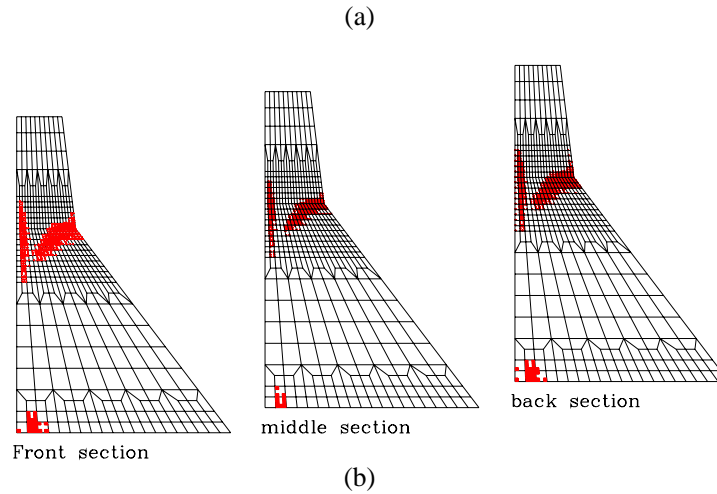 (a)
back section
middle section
Front section
(b)